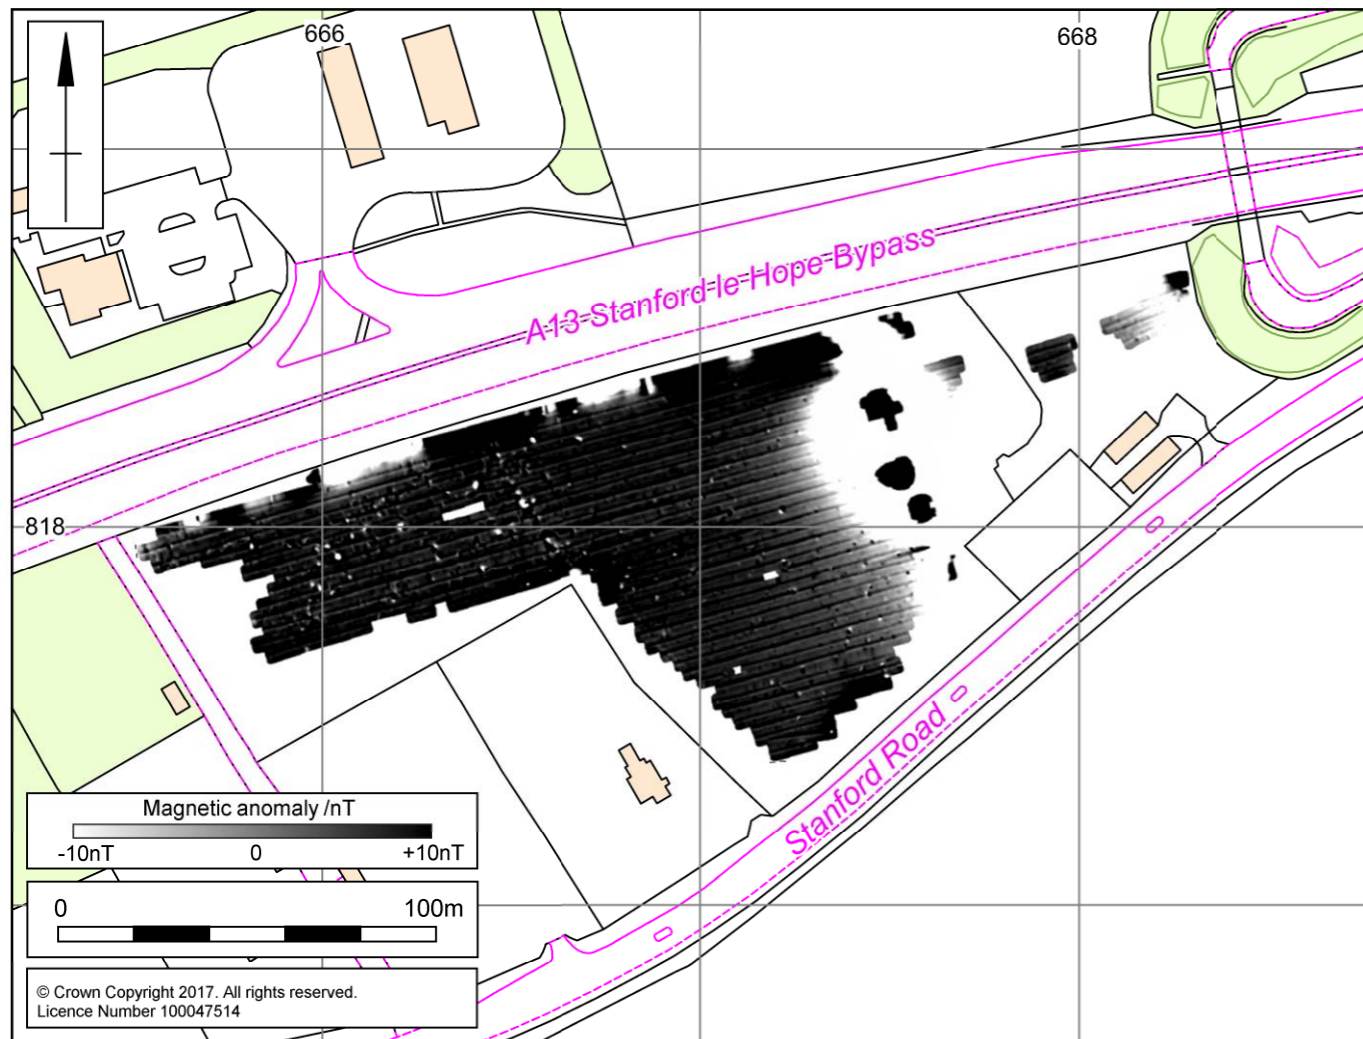 666
668
A13 Stanford le Hope Bypass
818
Stanford Road
Magnetic anomaly /nT
-10nT 0 +10nT
0 100m
© Crown Copyright 2017. All rights reserved.
Licence Number 100047514